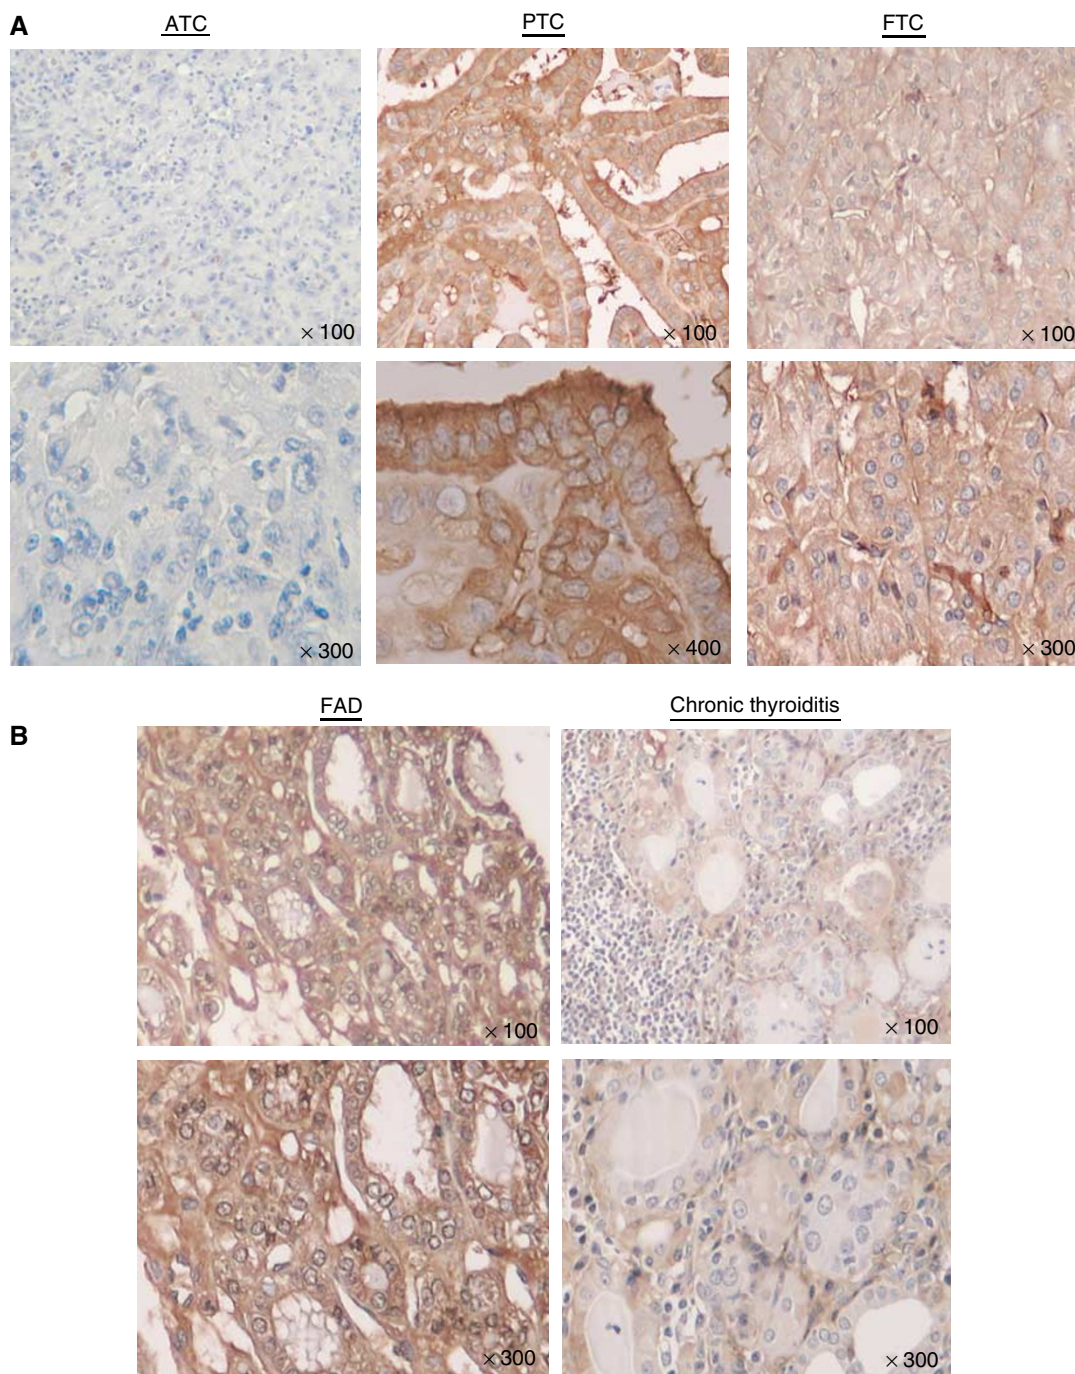 A
ATC
PTC
FTC
× 100
× 100
× 100
× 300
× 400
× 300
B
FAD
Chronic thyroiditis
× 100
× 100
× 300
× 300